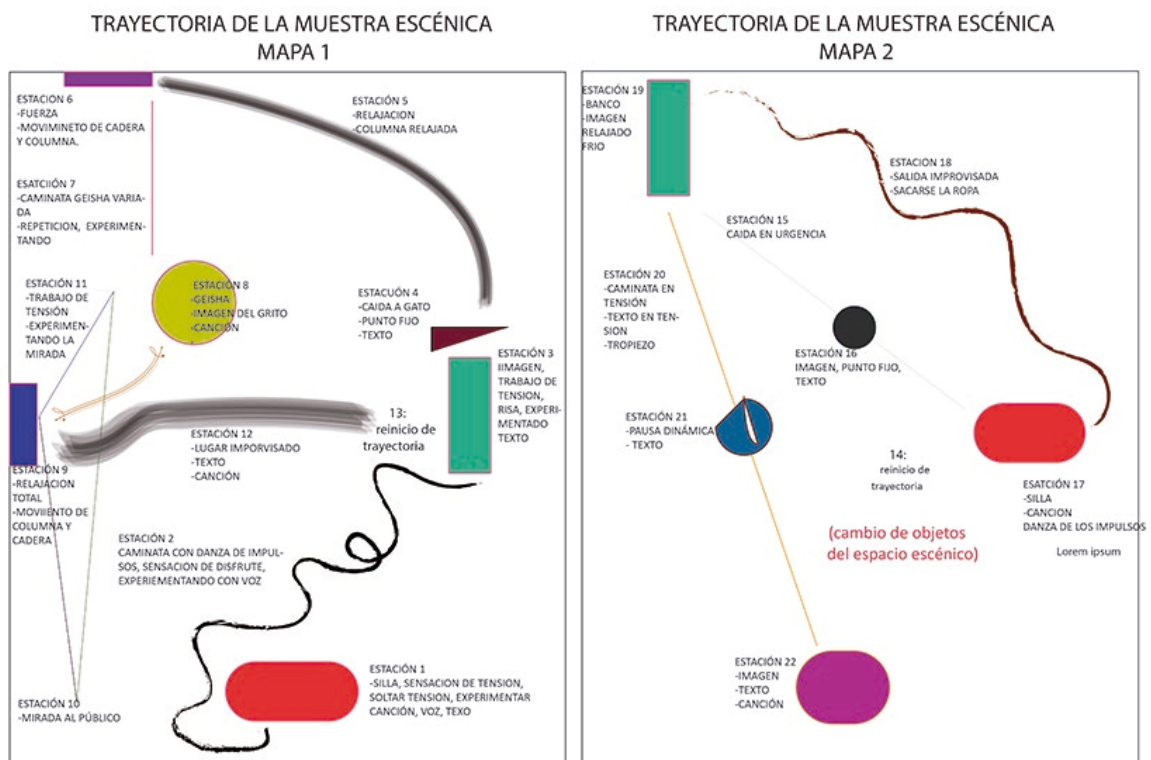 TRAYECTORIA DE LA MUESTRA ESCÉNICA
MAPA 1
ESTACION 6
-FUERZA
-MOVIMINETO DE CADERA
Y COLUMNA.
ESTACIÓN 5
-RELAJACION
-COLUMNA RELAJADA
ESATCIIÓN 7
-CAMINATA GEISHA VARIA-
DA
-REPETICION, EXPERIMEN-
TANDO
ESTACIÓN 11
-TRABAJO DE
TENSIÓN
-EXPERIMEN-
TANDO LA
MIRADA
ESTACIÓN 8
-GEISHA
-IMAGEN DEL GRITO
-CANCIÓN
ESTACUÓN 4
-CAIDA A GATO
-PUNTO FIJO
-TEXTO
ESTACIÓN 3
IIMAGEN,
TRABAJO DE
TENSION,
RISA, EXPERI-
MENTADO
TEXTO
13:
reinicio de
trayectoria
ESTACIÓN 12
-LUGAR IMPORVISADO
-TEXTO
-CANCIÓN
ESTACIÓN 9
-RELAJACION
TOTAL
-MOVIIENTO DE
COLUMNA Y
CADERA
ESTACIÓN 2
CAMINATA CON DANZA DE IMPUL-
SOS, SENSACION DE DISFRUTE,
EXPERIEMENTANDO CON VOZ
ESTACIÓN 1
-SILLA, SENSACION DE TENSION,
SOLTAR TENSION, EXPERIMENTAR
CANCIÓN, VOZ, TEXO
ESTACIÓN 10
-MIRADA AL PÚBLICO
TRAYECTORIA DE LA MUESTRA ESCÉNICA
MAPA 2
ESTACIÓN 19
-BANCO
-IMAGEN
RELAJADO
FRIO
ESTACION 18
-SALIDA IMPROVISADA
-SACARSE LA ROPA
ESTACIÓN 15
CAIDA EN URGENCIA
ESTACIÓN 20
-CAMINATA EN
TENSIÓN
-TEXTO EN TEN-
SION
-TROPIEZO
ESTACIÓN 16
IMAGEN, PUNTO FIJO,
TEXTO
ESTACIÓN 21
-PAUSA DINÁMICA
- TEXTO
14:
reinicio de
trayectoria
ESATCIÓN 17
-SILLA
-CANCION
DANZA DE LOS IMPULSOS
(cambio de objetos
del espacio escénico)
Lorem ipsum
ESTACIÓN 22
-IMAGEN
-TEXTO
-CANCIÓN